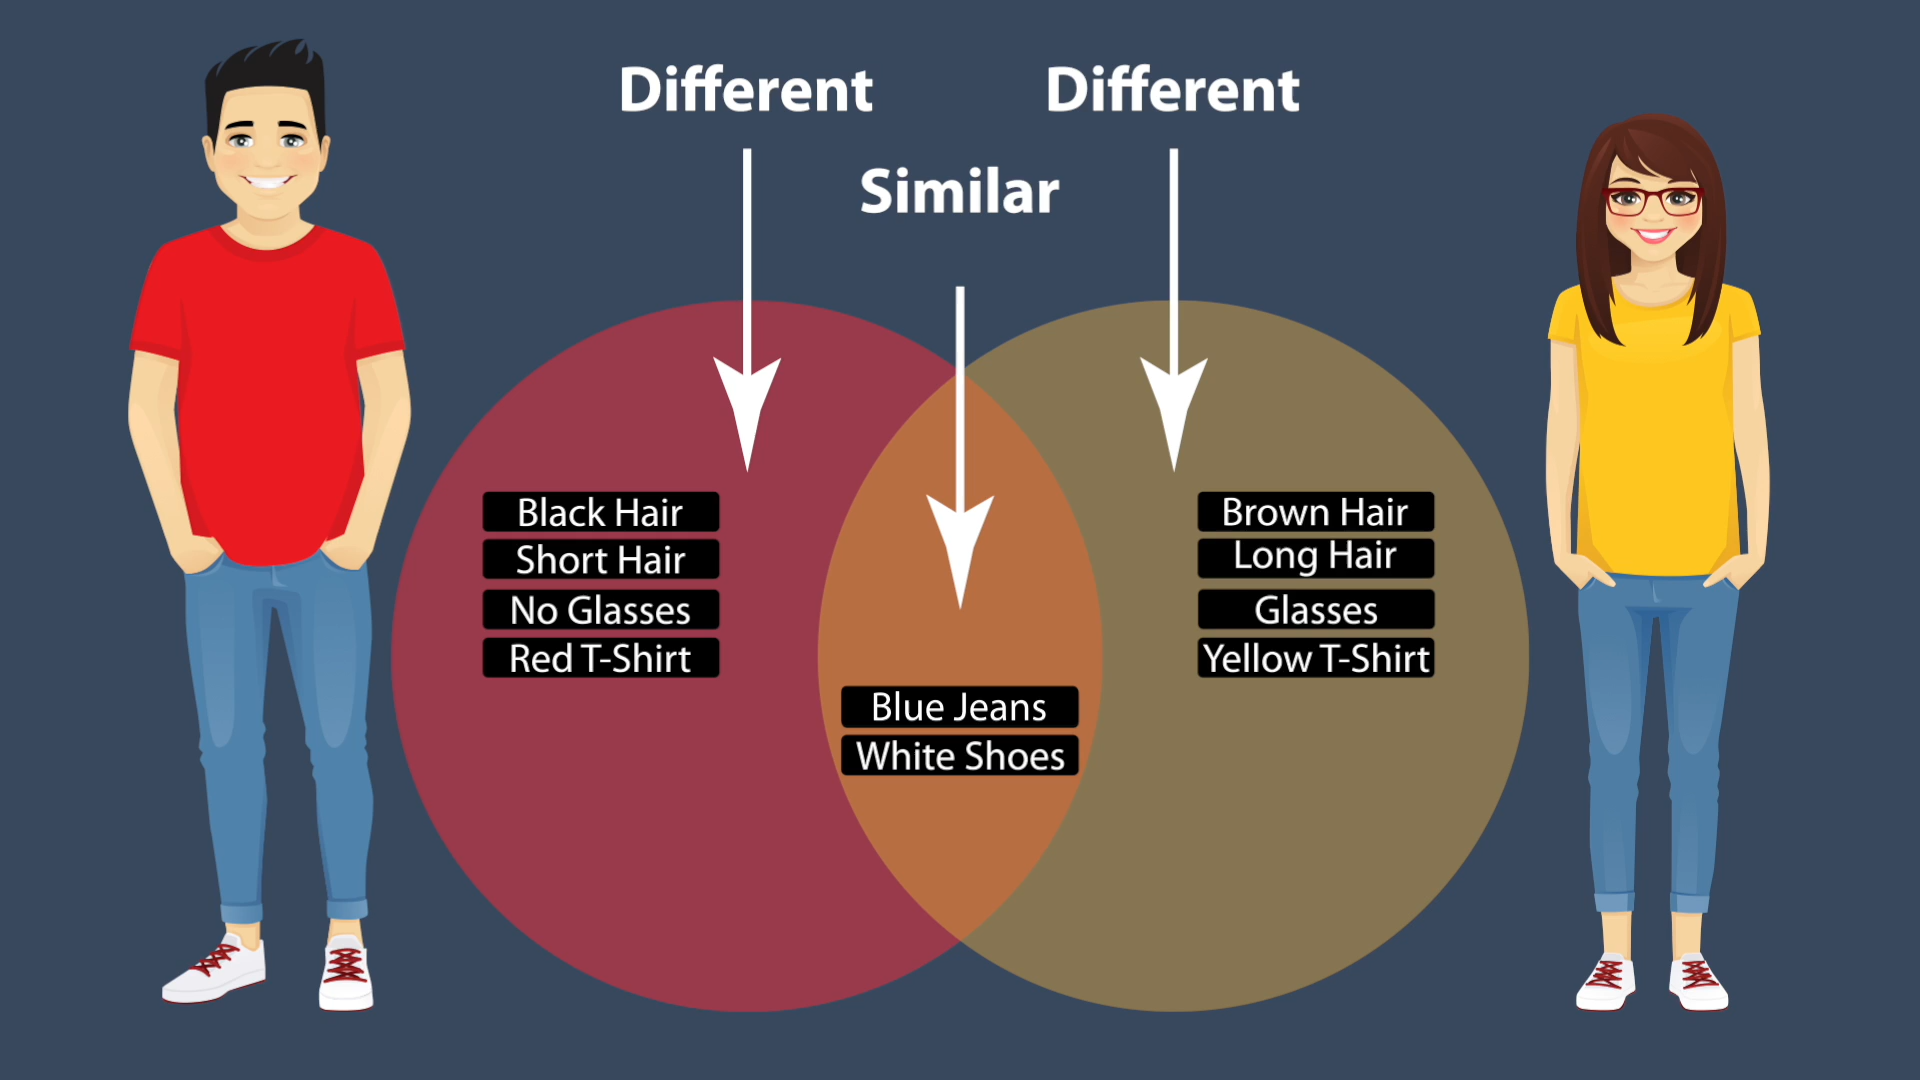 Different
Different
Similar
Black Hair
Short Hair
No Glasses
Red T-Shirt
Blue Jeans
White Shoes
Brown Hair
Long Hair
Glasses
Yellow T-Shirt